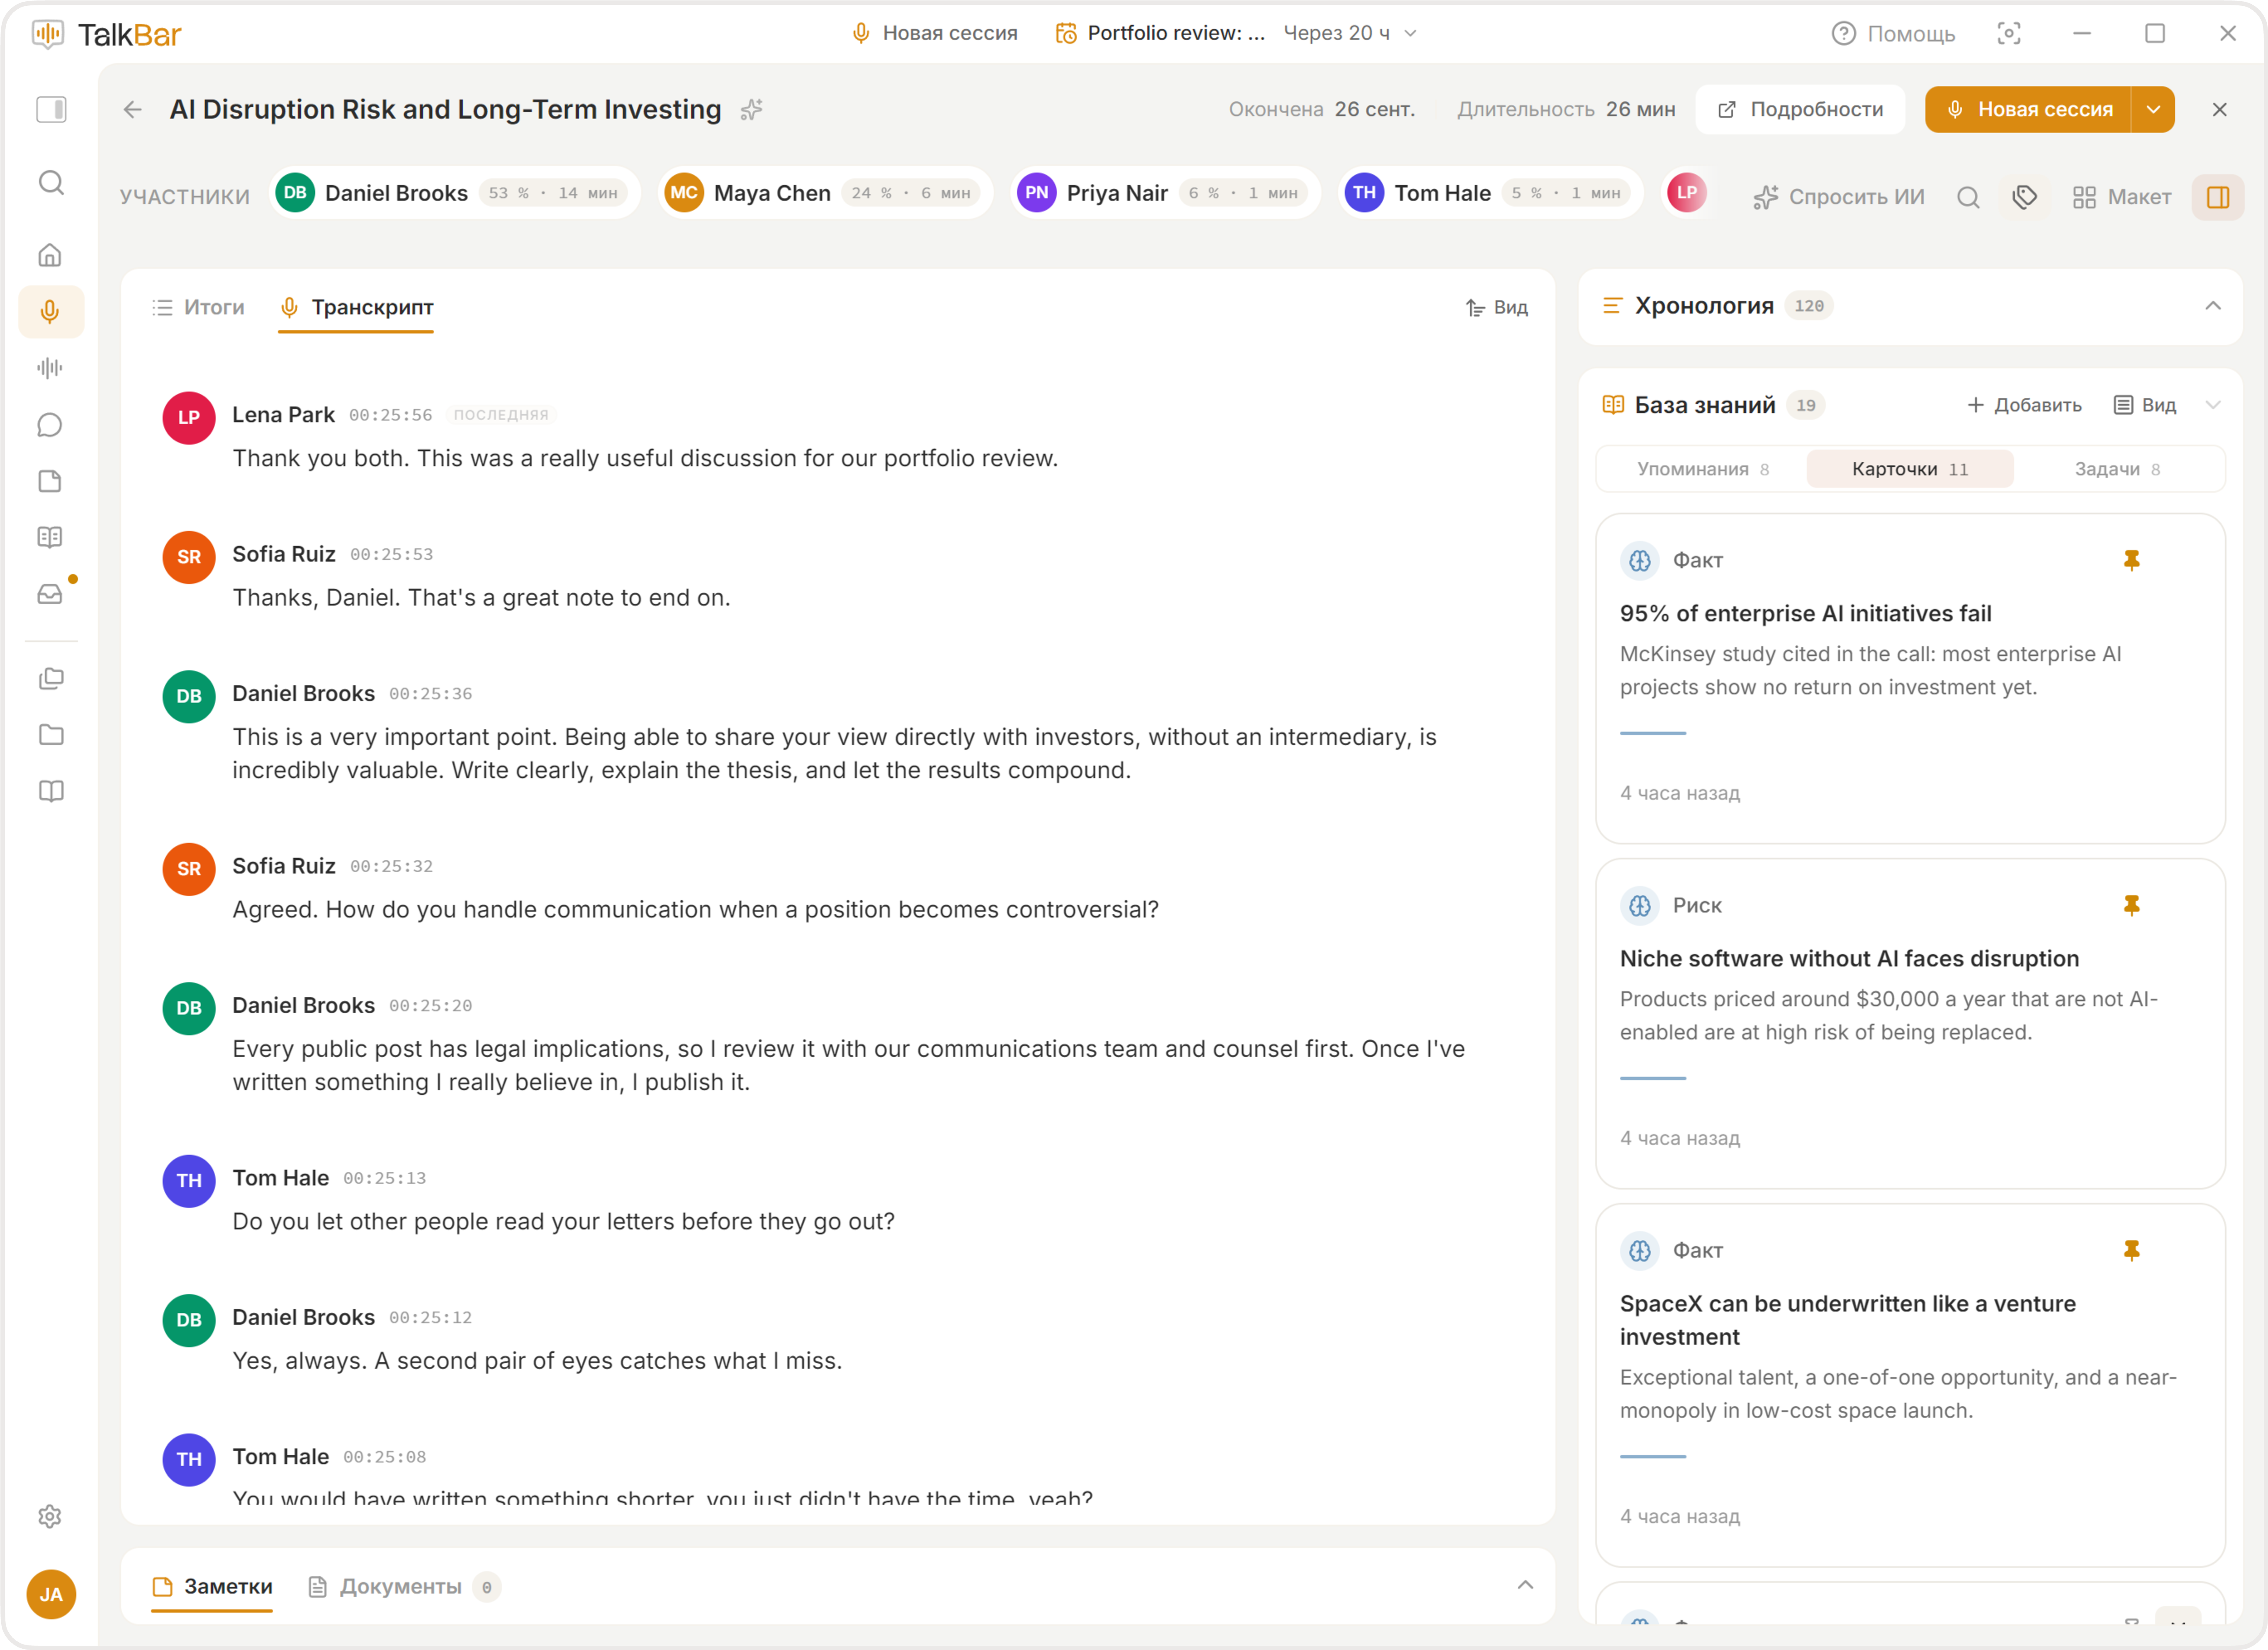 TalkBar
Новая сессия
Portfolio review: ... Через 20 ч
Помощь
AI Disruption Risk and Long-Term Investing
Окончена 26 сент.
Длительность 26 мин
Подробности
Новая сессия
УЧАСТНИКИ
DB Daniel Brooks 53 % · 14 мин
MC Maya Chen 24 % · 6 мин
PN Priya Nair 6 % · 1 мин
TH Tom Hale 5 % · 1 мин
LP
Спросить ИИ
Макет
Итоги
Транскрипт
Вид
LP Lena Park 00:25:56 ПОСЛЕДНЯЯ
Thank you both. This was a really useful discussion for our portfolio review.
SR Sofia Ruiz 00:25:53
Thanks, Daniel. That's a great note to end on.
DB Daniel Brooks 00:25:36
This is a very important point. Being able to share your view directly with investors, without an intermediary, is
incredibly valuable. Write clearly, explain the thesis, and let the results compound.
SR Sofia Ruiz 00:25:32
Agreed. How do you handle communication when a position becomes controversial?
DB Daniel Brooks 00:25:20
Every public post has legal implications, so I review it with our communications team and counsel first. Once I've
written something I really believe in, I publish it.
TH Tom Hale 00:25:13
Do you let other people read your letters before they go out?
DB Daniel Brooks 00:25:12
Yes, always. A second pair of eyes catches what I miss.
TH Tom Hale 00:25:08
You would have written something shorter, you just didn't have the time, yeah?
Заметки
Документы 0
JA
Хронология 120
База знаний 19
Добавить
Вид
Упоминания 8
Карточки 11
Задачи 8
Факт
95% of enterprise AI initiatives fail
McKinsey study cited in the call: most enterprise AI
projects show no return on investment yet.
4 часа назад
Риск
Niche software without AI faces disruption
Products priced around $30,000 a year that are not AI-
enabled are at high risk of being replaced.
4 часа назад
Факт
SpaceX can be underwritten like a venture
investment
Exceptional talent, a one-of-one opportunity, and a near-
monopoly in low-cost space launch.
4 часа назад